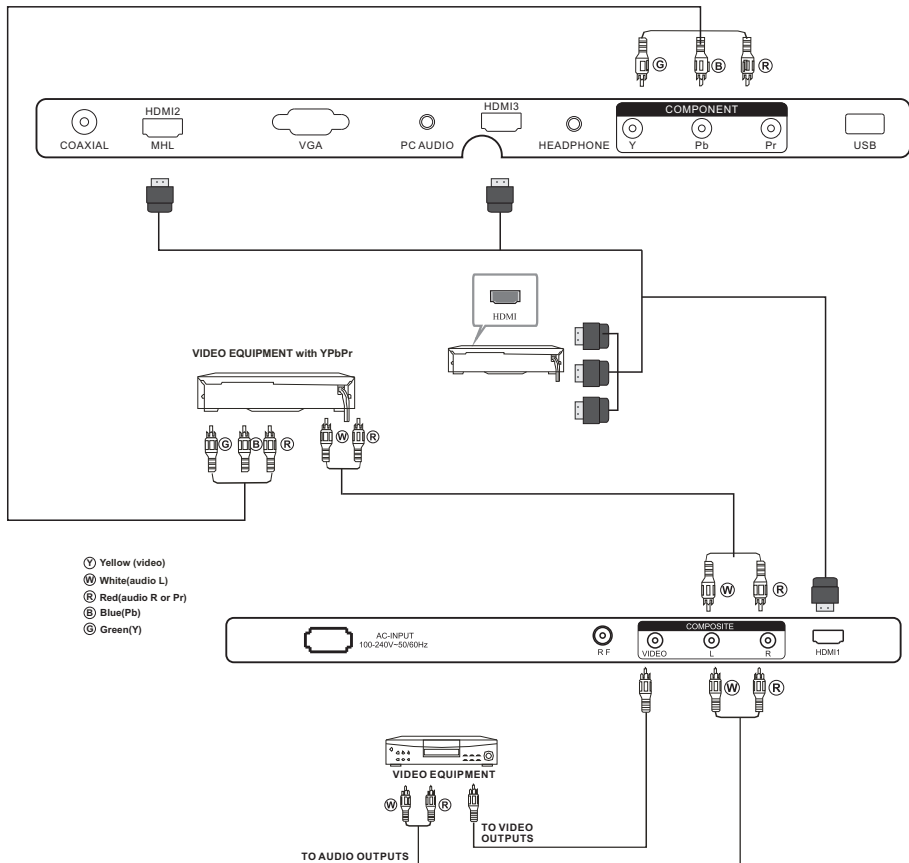 G B R
HDMI2
HDMI3
COMPONENT
COAXIAL MHL VGA PC AUDIO HEADPHONE Y Pb Pr USB
HDMI
VIDEO EQUIPMENT with YPbPr
G B R W R
Y Yellow (video)
W White(audio L)
R Red(audio R or Pr)
B Blue(Pb)
G Green(Y)
W R
COMPOSITE
AC-INPUT
100-240V~50/60Hz
R F VIDEO L R HDMI1
W R
VIDEO EQUIPMENT
W R
TO VIDEO
OUTPUTS
TO AUDIO OUTPUTS